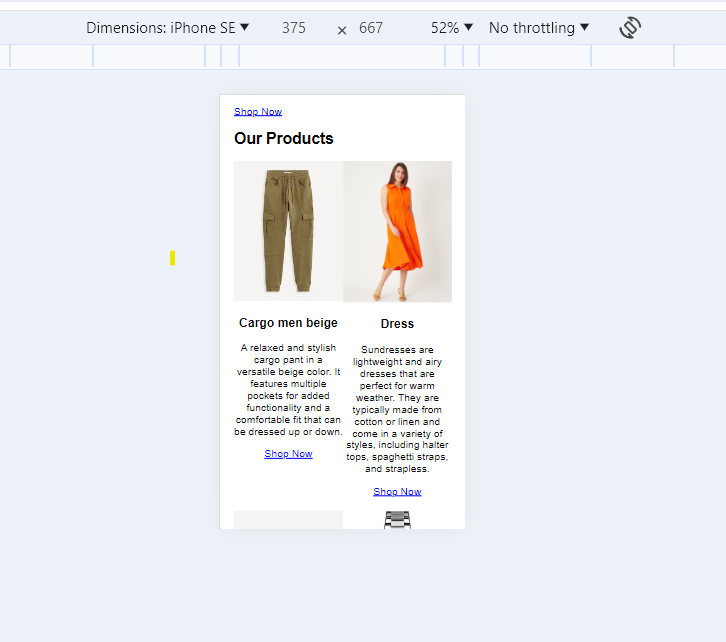 Dimensions: iPhone SE ▼ 375 × 667 52% ▼ No throttling ▼
Shop Now
Our Products
Cargo men beige
A relaxed and stylish
cargo pant in a
versatile beige color. It
features multiple
pockets for added
functionality and a
comfortable fit that can
be dressed up or down.
Shop Now
Dress
Sundresses are
lightweight and airy
dresses that are
perfect for warm
weather. They are
typically made from
cotton or linen and
come in a variety of
styles, including halter
tops, spaghetti straps,
and strapless.
Shop Now